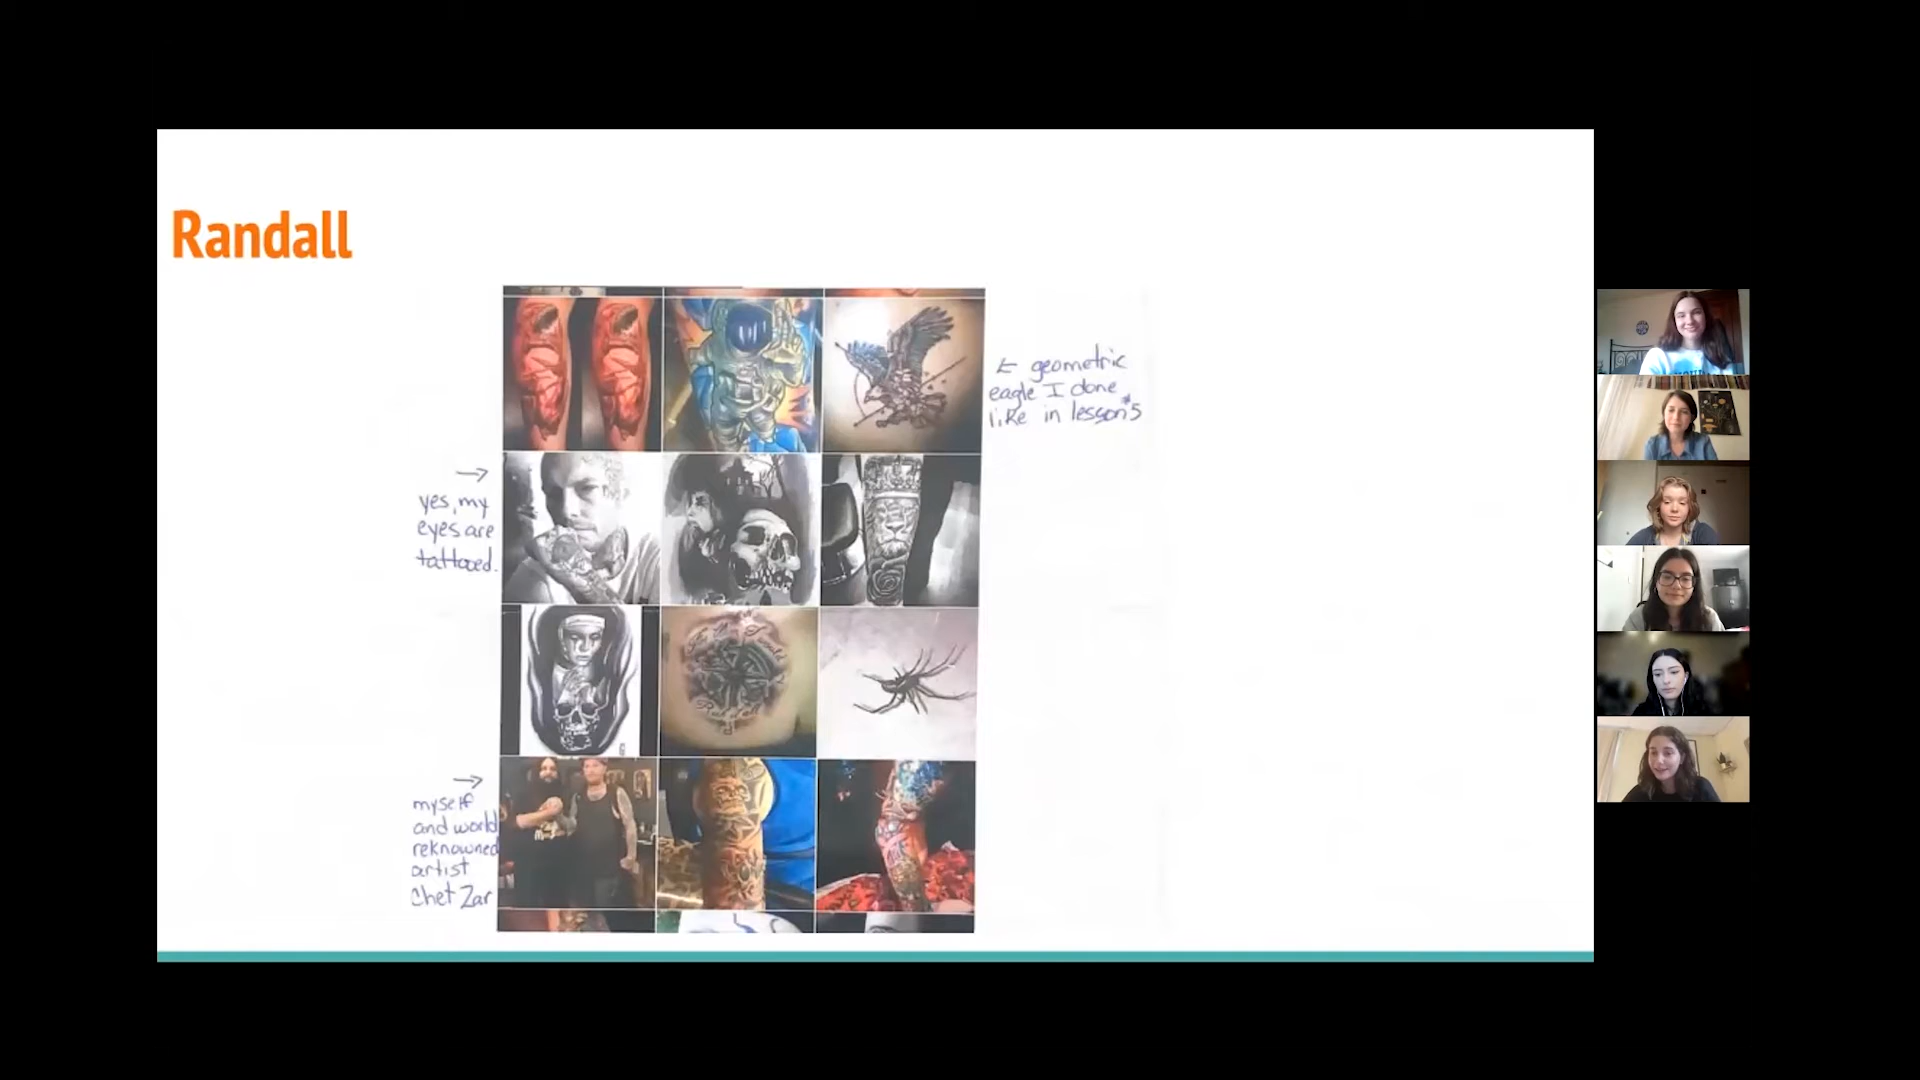 Randall
← geometric
eagle I done
like in lesson #5
→
yes, my
eyes are
tattooed.
→
myself
and world
reknowned
artist
Chet Zar